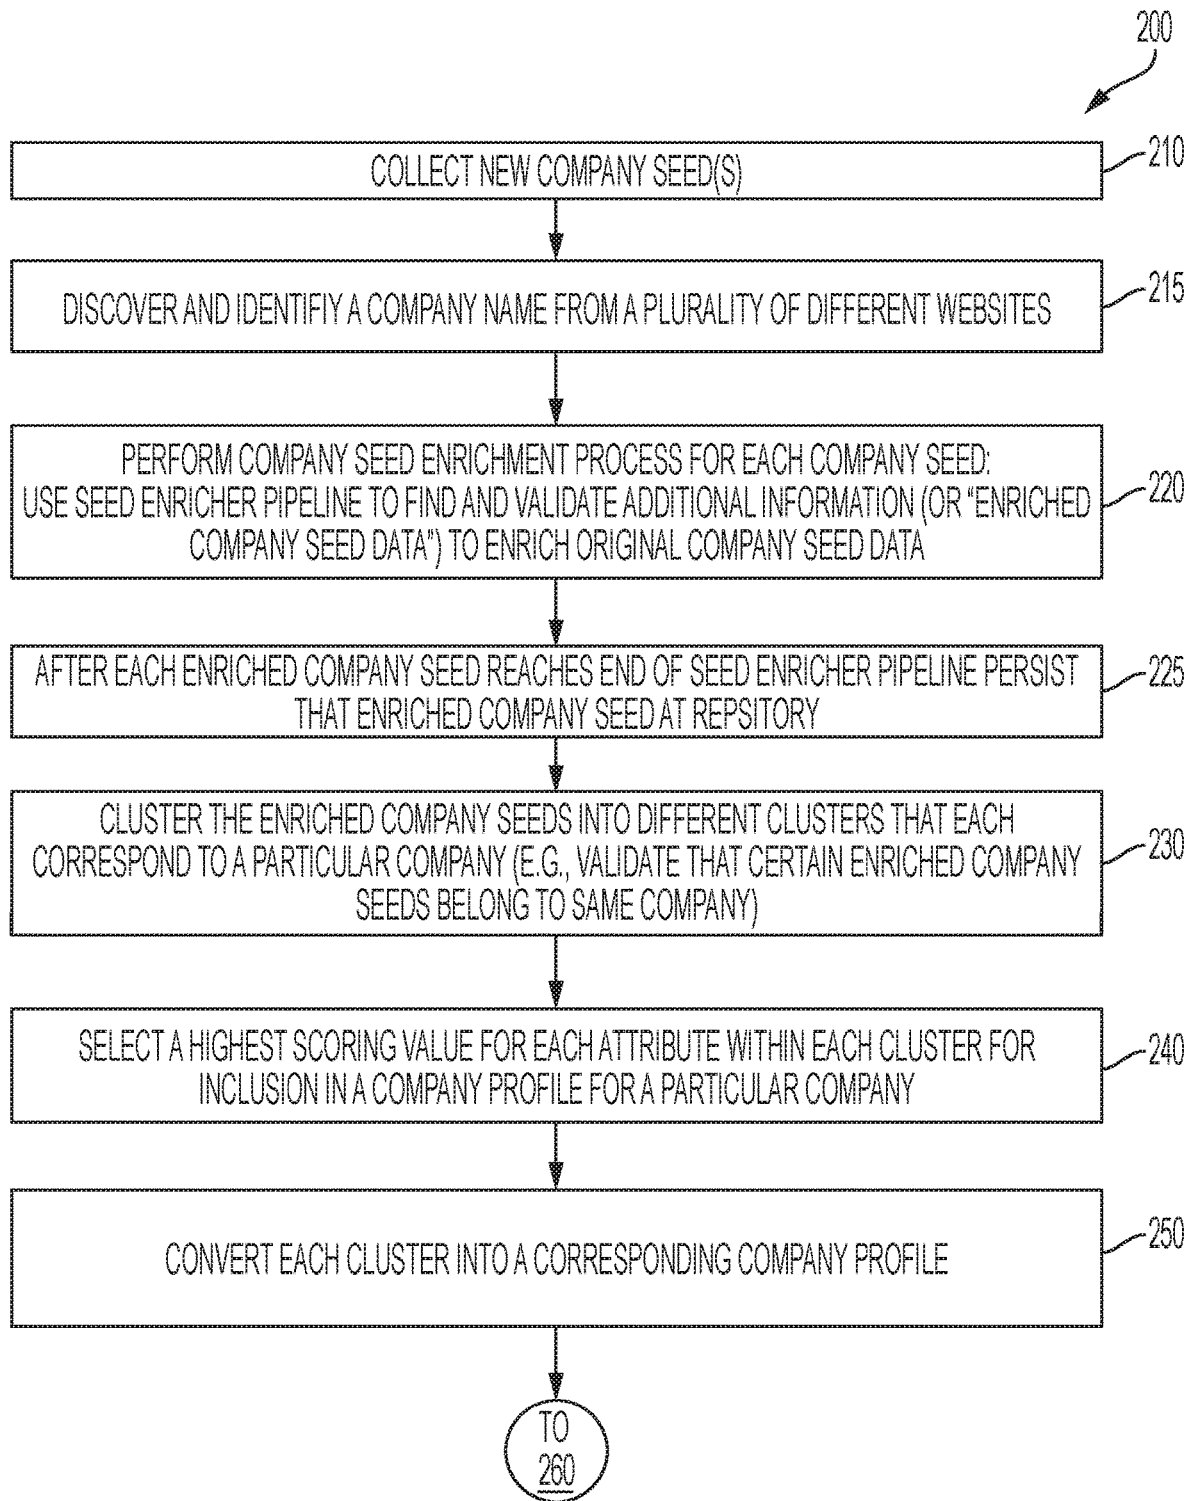 200
COLLECT NEW COMPANY SEED(S)
210
DISCOVER AND IDENTIFIY A COMPANY NAME FROM A PLURALITY OF DIFFERENT WEBSITES
215
PERFORM COMPANY SEED ENRICHMENT PROCESS FOR EACH COMPANY SEED:
USE SEED ENRICHER PIPELINE TO FIND AND VALIDATE ADDITIONAL INFORMATION (OR “ENRICHED
COMPANY SEED DATA”) TO ENRICH ORIGINAL COMPANY SEED DATA
220
AFTER EACH ENRICHED COMPANY SEED REACHES END OF SEED ENRICHER PIPELINE PERSIST
THAT ENRICHED COMPANY SEED AT REPSITORY
225
CLUSTER THE ENRICHED COMPANY SEEDS INTO DIFFERENT CLUSTERS THAT EACH
CORRESPOND TO A PARTICULAR COMPANY (E.G., VALIDATE THAT CERTAIN ENRICHED COMPANY
SEEDS BELONG TO SAME COMPANY)
230
SELECT A HIGHEST SCORING VALUE FOR EACH ATTRIBUTE WITHIN EACH CLUSTER FOR
INCLUSION IN A COMPANY PROFILE FOR A PARTICULAR COMPANY
240
CONVERT EACH CLUSTER INTO A CORRESPONDING COMPANY PROFILE
250
TO
260